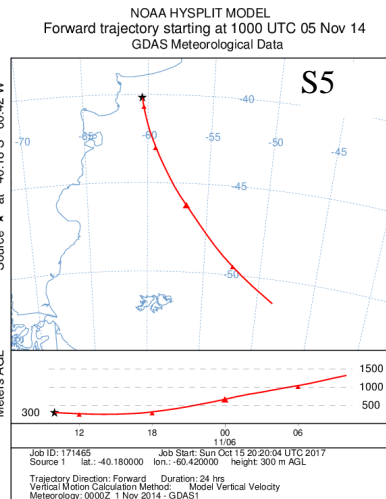 NOAA HYSPLIT MODEL
Forward trajectory starting at 1000 UTC 05 Nov 14
GDAS Meteorological Data
S5
-40
-70
-65
-60
-55
-50
-45
-45
-50
Source ★ at
Meters AGL
300
1500
1000
500
12
18
00
06
11/06
Job ID: 171465 Job Start: Sun Oct 15 20:20:04 UTC 2017
Source 1 lat.: -40.180000 lon.: -60.420000 height: 300 m AGL
Trajectory Direction: Forward Duration: 24 hrs
Vertical Motion Calculation Method: Model Vertical Velocity
Meteorology: 0000Z 1 Nov 2014 - GDAS1